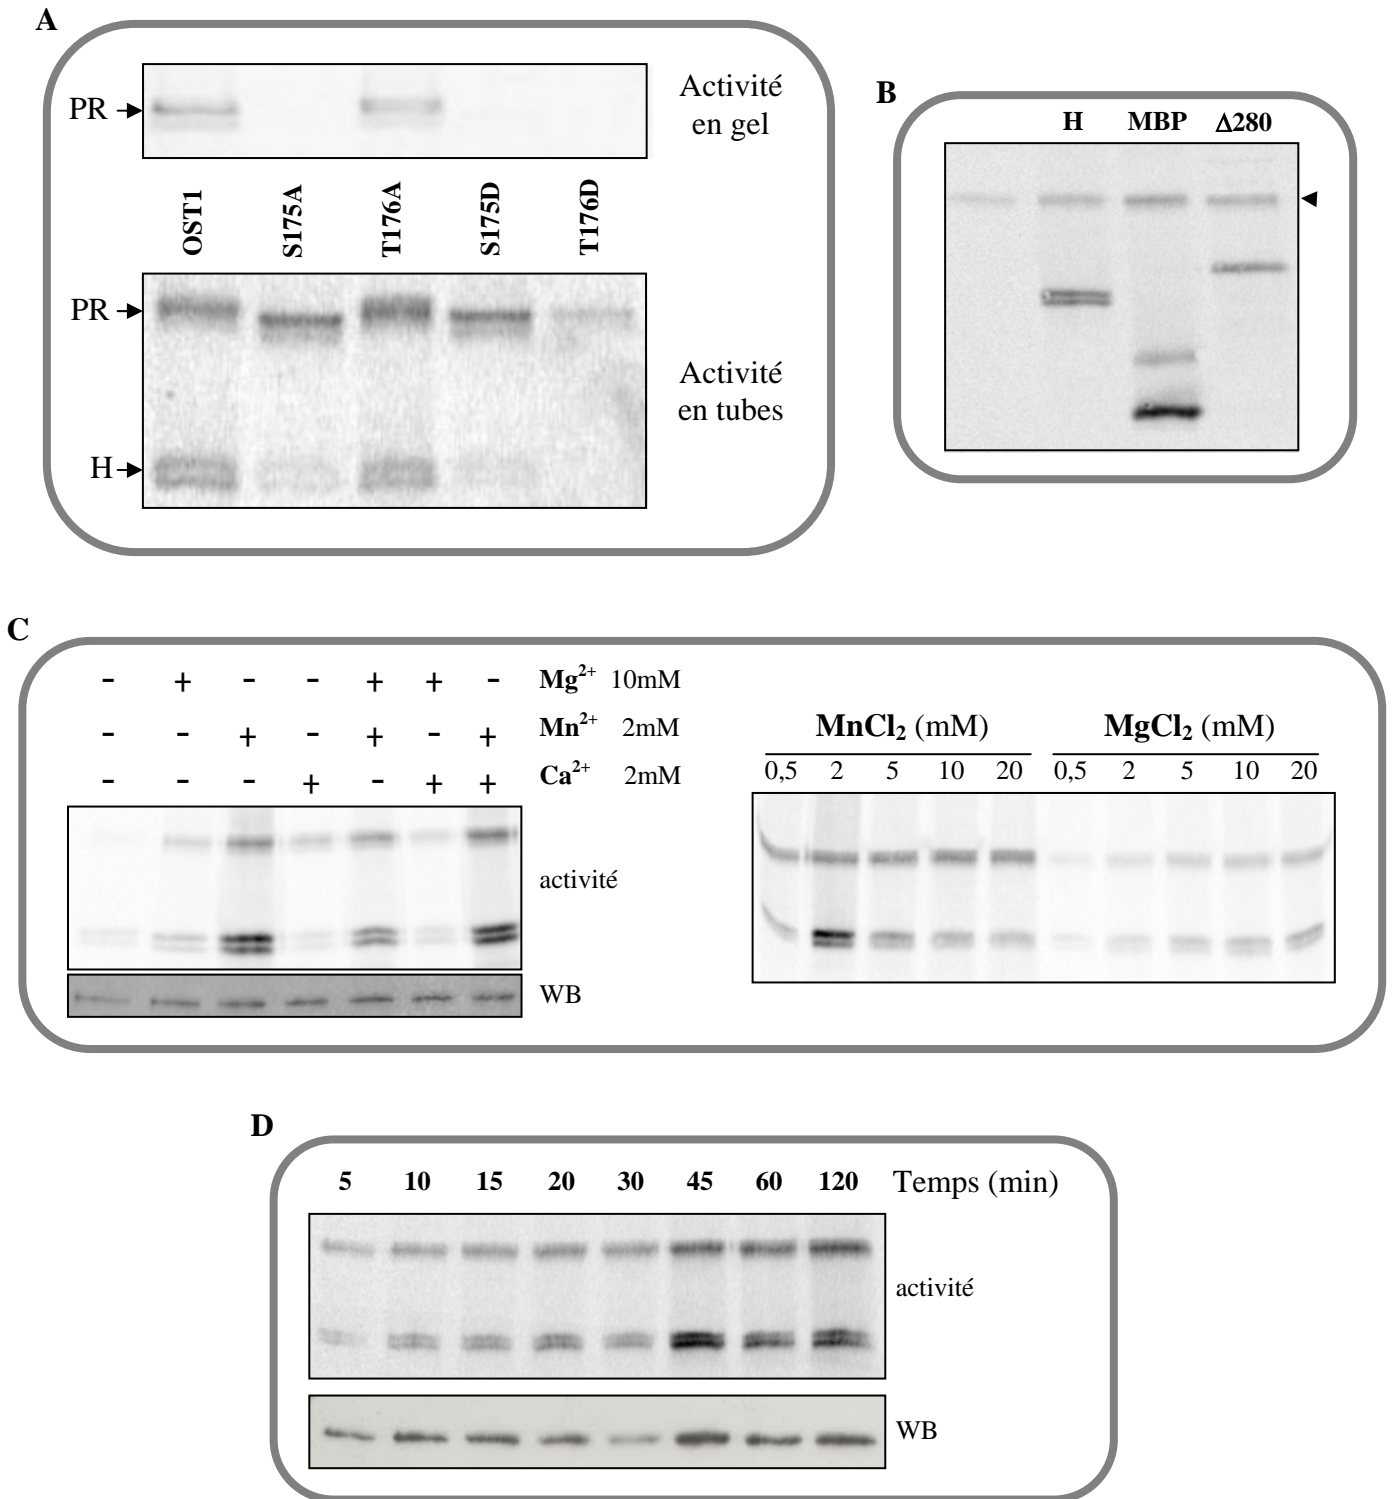 A
PR
Activité
en gel
OST1 S175A T176A S175D T176D
PR
H
Activité
en tubes
B
H MBP Δ280
C
- + - - + + - Mg²⁺ 10mM
- - + - + - + Mn²⁺ 2mM
- - - + - + + Ca²⁺ 2mM
activité
WB
MnCl₂ (mM) MgCl₂ (mM)
0,5 2 5 10 20 0,5 2 5 10 20
D
5 10 15 20 30 45 60 120 Temps (min)
activité
WB